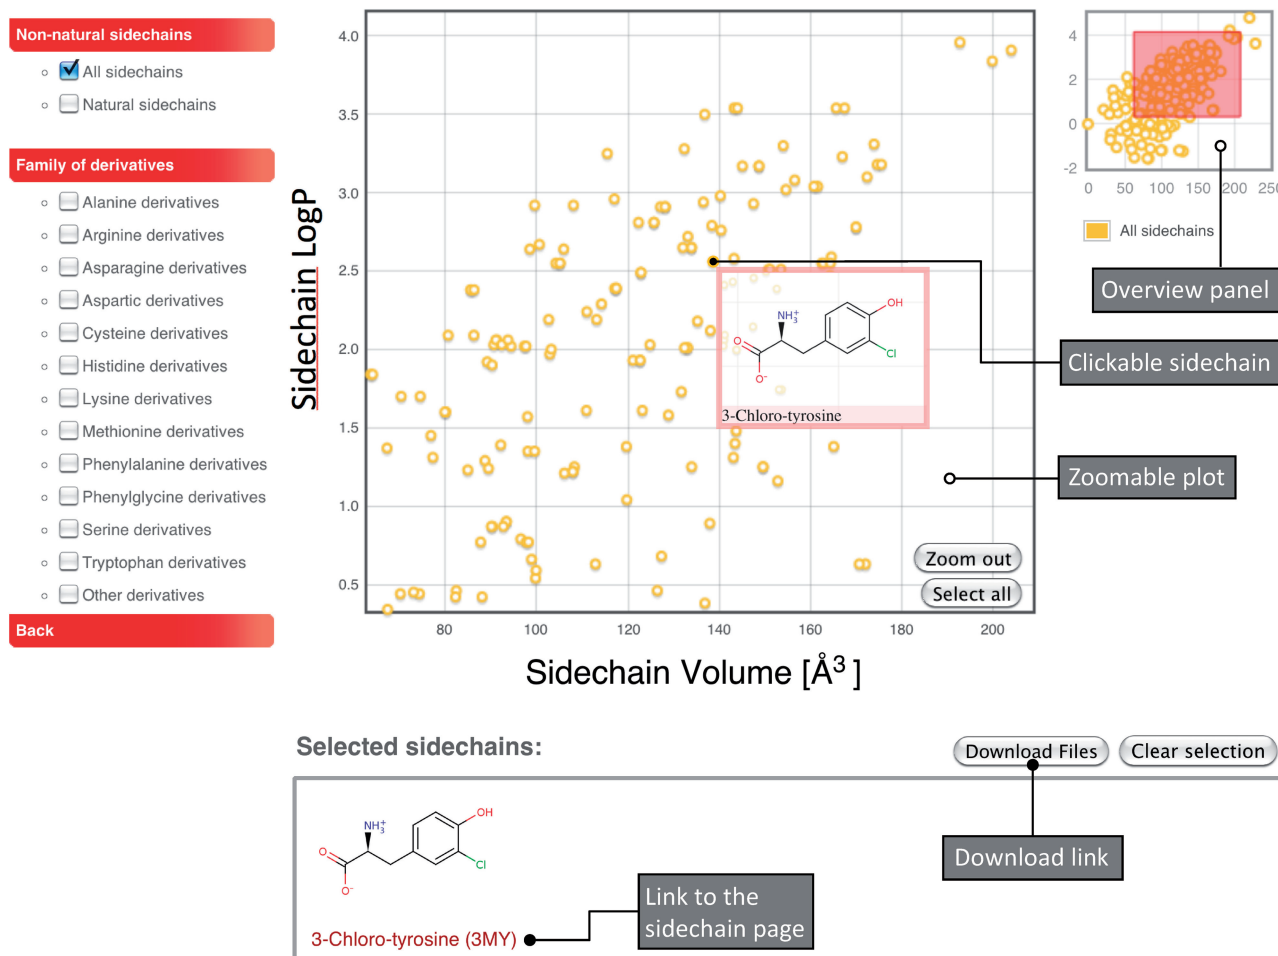 Non-natural sidechains
All sidechains
Natural sidechains
Family of derivatives
Alanine derivatives
Arginine derivatives
Asparagine derivatives
Aspartic derivatives
Cysteine derivatives
Histidine derivatives
Lysine derivatives
Methionine derivatives
Phenylalanine derivatives
Phenylglycine derivatives
Serine derivatives
Tryptophan derivatives
Other derivatives
Back
Sidechain LogP
4.0
3.5
3.0
2.5
2.0
1.5
1.0
0.5
80 100 120 140 160 180 200
Sidechain Volume [Å³]
NH₃⁺
OH
O
O⁻
Cl
3-Chloro-tyrosine
Zoom out
Select all
4
2
0
-2
0 50 100 150 200 250
All sidechains
Overview panel
Clickable sidechain
Zoomable plot
Selected sidechains:
Download Files
Clear selection
Download link
NH₃⁺
OH
O
O⁻
Cl
3-Chloro-tyrosine (3MY)
Link to the
sidechain page